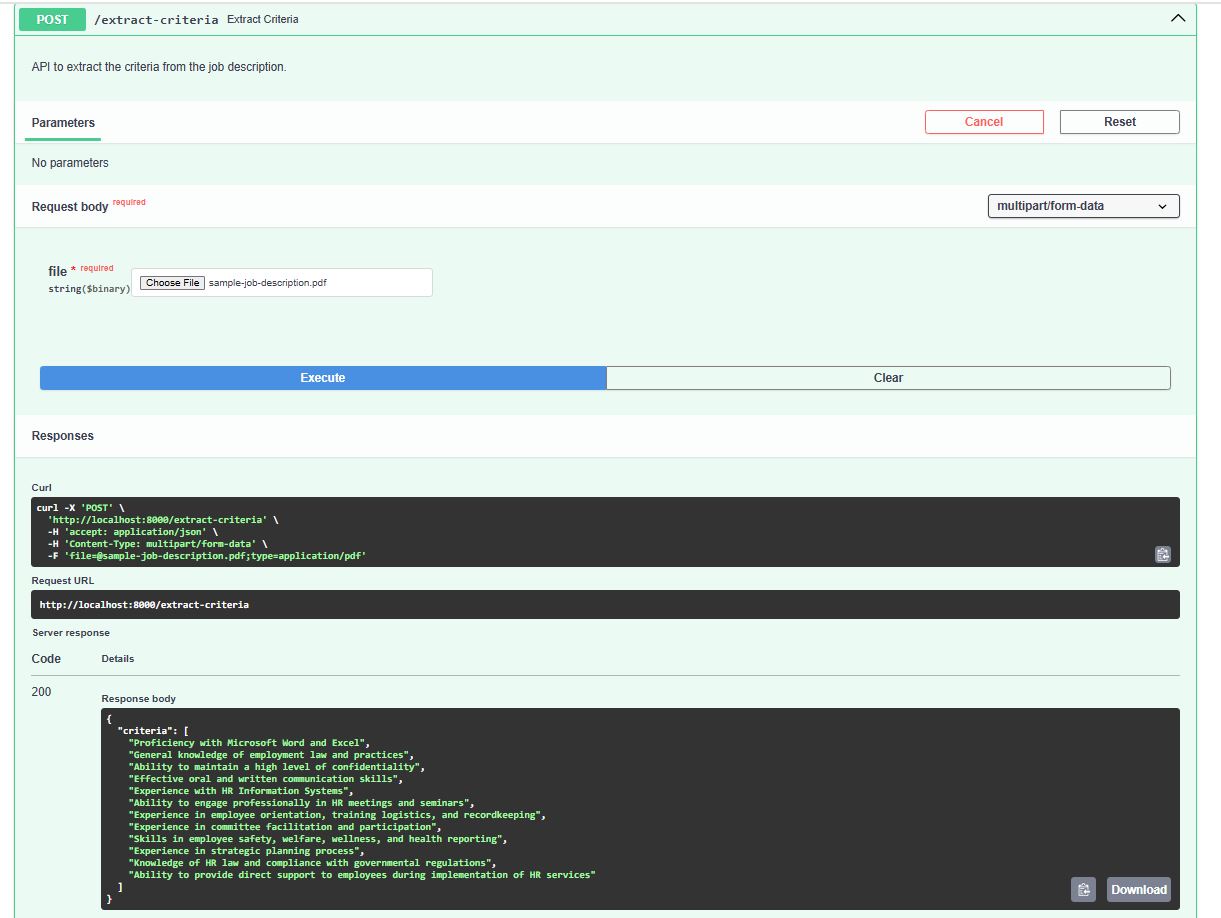 POST /extract-criteria Extract Criteria
API to extract the criteria from the job description.
Parameters
Cancel
Reset
No parameters
Request body required
multipart/form-data
file * required
string($binary)
Choose File sample-job-description.pdf
Execute
Clear
Responses
Curl
curl -X 'POST' \
  'http://localhost:8000/extract-criteria' \
  -H 'accept: application/json' \
  -H 'Content-Type: multipart/form-data' \
  -F 'file=@sample-job-description.pdf;type=application/pdf'
Request URL
http://localhost:8000/extract-criteria
Server response
Code Details
200
Response body
{
  "criteria": [
    "Proficiency with Microsoft Word and Excel",
    "General knowledge of employment law and practices",
    "Ability to maintain a high level of confidentiality",
    "Effective oral and written communication skills",
    "Experience with HR Information Systems",
    "Ability to engage professionally in HR meetings and seminars",
    "Experience in employee orientation, training logistics, and recordkeeping",
    "Experience in committee facilitation and participation",
    "Skills in employee safety, welfare, wellness, and health reporting",
    "Experience in strategic planning process",
    "Knowledge of HR law and compliance with governmental regulations",
    "Ability to provide direct support to employees during implementation of HR services"
  ]
}
Download